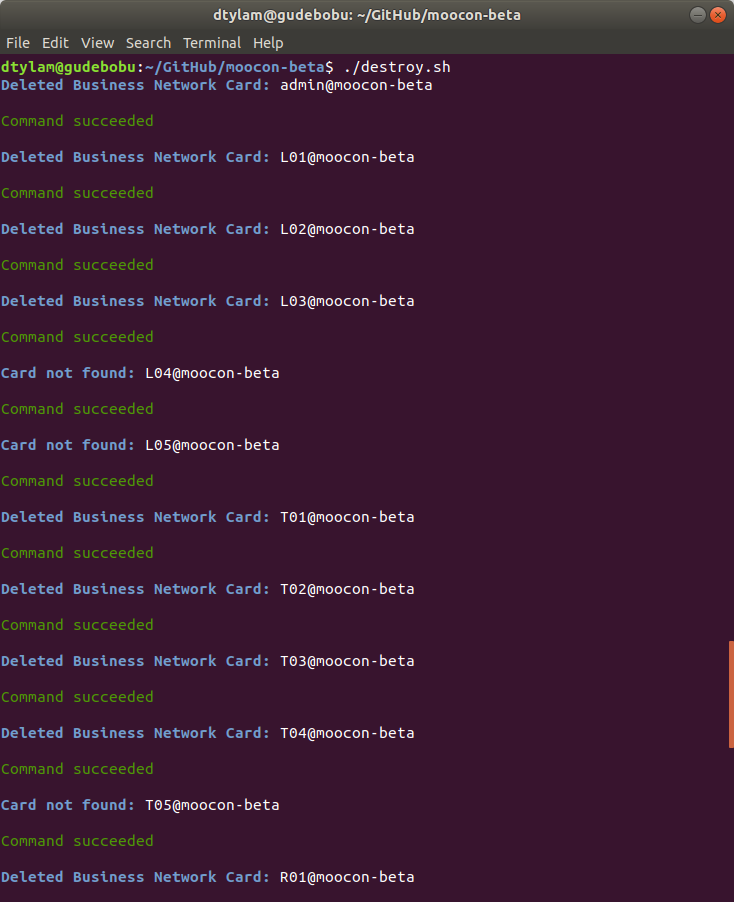 dtylam@gudebobu: ~/GitHub/moocon-beta
File Edit View Search Terminal Help
dtylam@gudebobu:~/GitHub/moocon-beta$ ./destroy.sh
Deleted Business Network Card: admin@moocon-beta
Command succeeded
Deleted Business Network Card: L01@moocon-beta
Command succeeded
Deleted Business Network Card: L02@moocon-beta
Command succeeded
Deleted Business Network Card: L03@moocon-beta
Command succeeded
Card not found: L04@moocon-beta
Command succeeded
Card not found: L05@moocon-beta
Command succeeded
Deleted Business Network Card: T01@moocon-beta
Command succeeded
Deleted Business Network Card: T02@moocon-beta
Command succeeded
Deleted Business Network Card: T03@moocon-beta
Command succeeded
Deleted Business Network Card: T04@moocon-beta
Command succeeded
Card not found: T05@moocon-beta
Command succeeded
Deleted Business Network Card: R01@moocon-beta